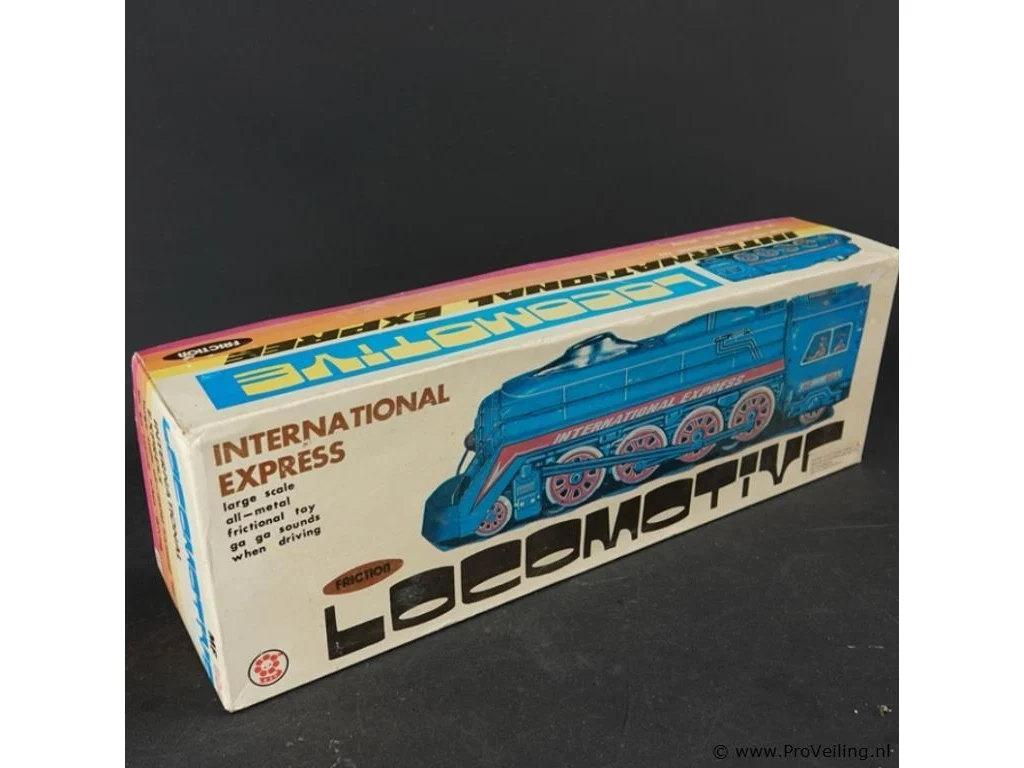 INTERNATIONAL EXPRES
FRICTION
LOCOMOTIVE
INTERNATIONAL
EXPRESS
large scale
all-metal
frictional toy
ga ga sounds
when driving
INTERNATIONAL EXPRESS
FRICTION
LOCOMOTIVE
© www.ProVeiling.nl